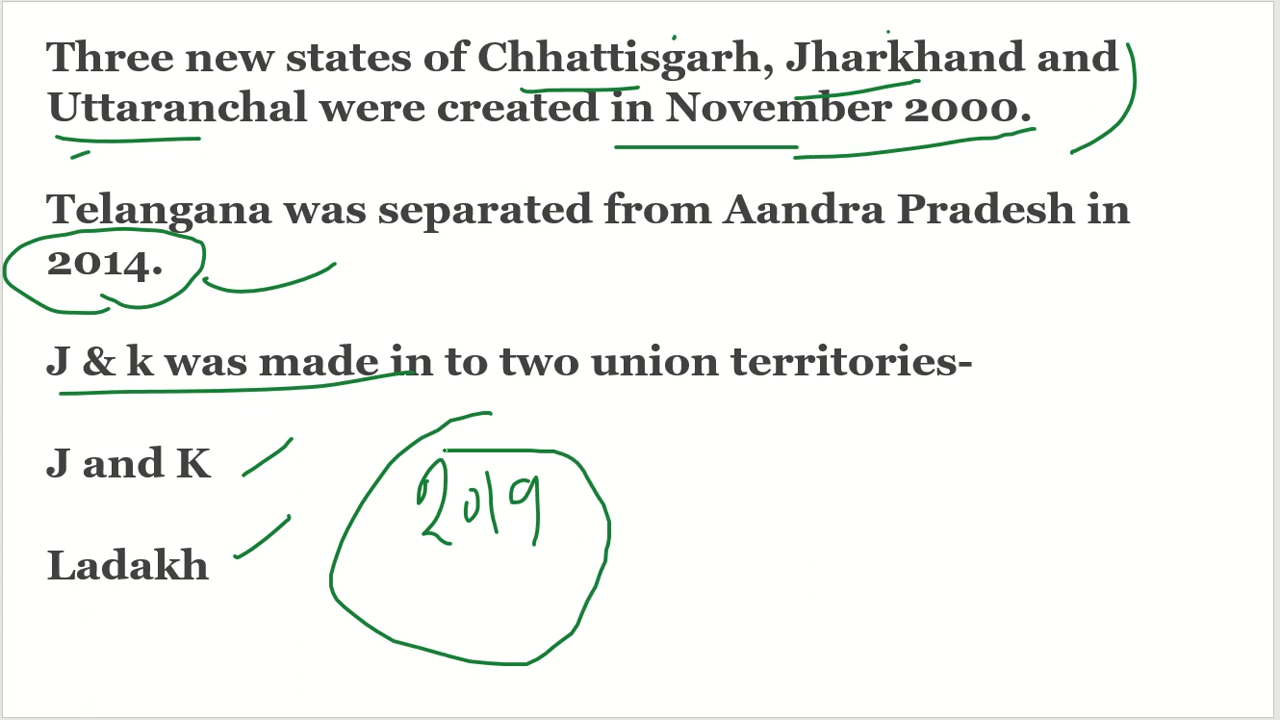 Three new states of Chhattisgarh, Jharkhand and
Uttaranchal were created in November 2000.
Telangana was separated from Aandra Pradesh in
2014.
J & k was made in to two union territories-
J and K
2019
Ladakh